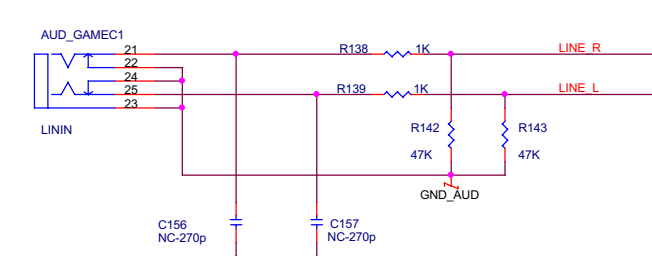 AUD_GAMEC1
21
22
24
25
23
LININ
R138
1K
LINE_R
R139
1K
LINE_L
R142
47K
R143
47K
GND_AUD
C156
NC-270p
C157
NC-270p